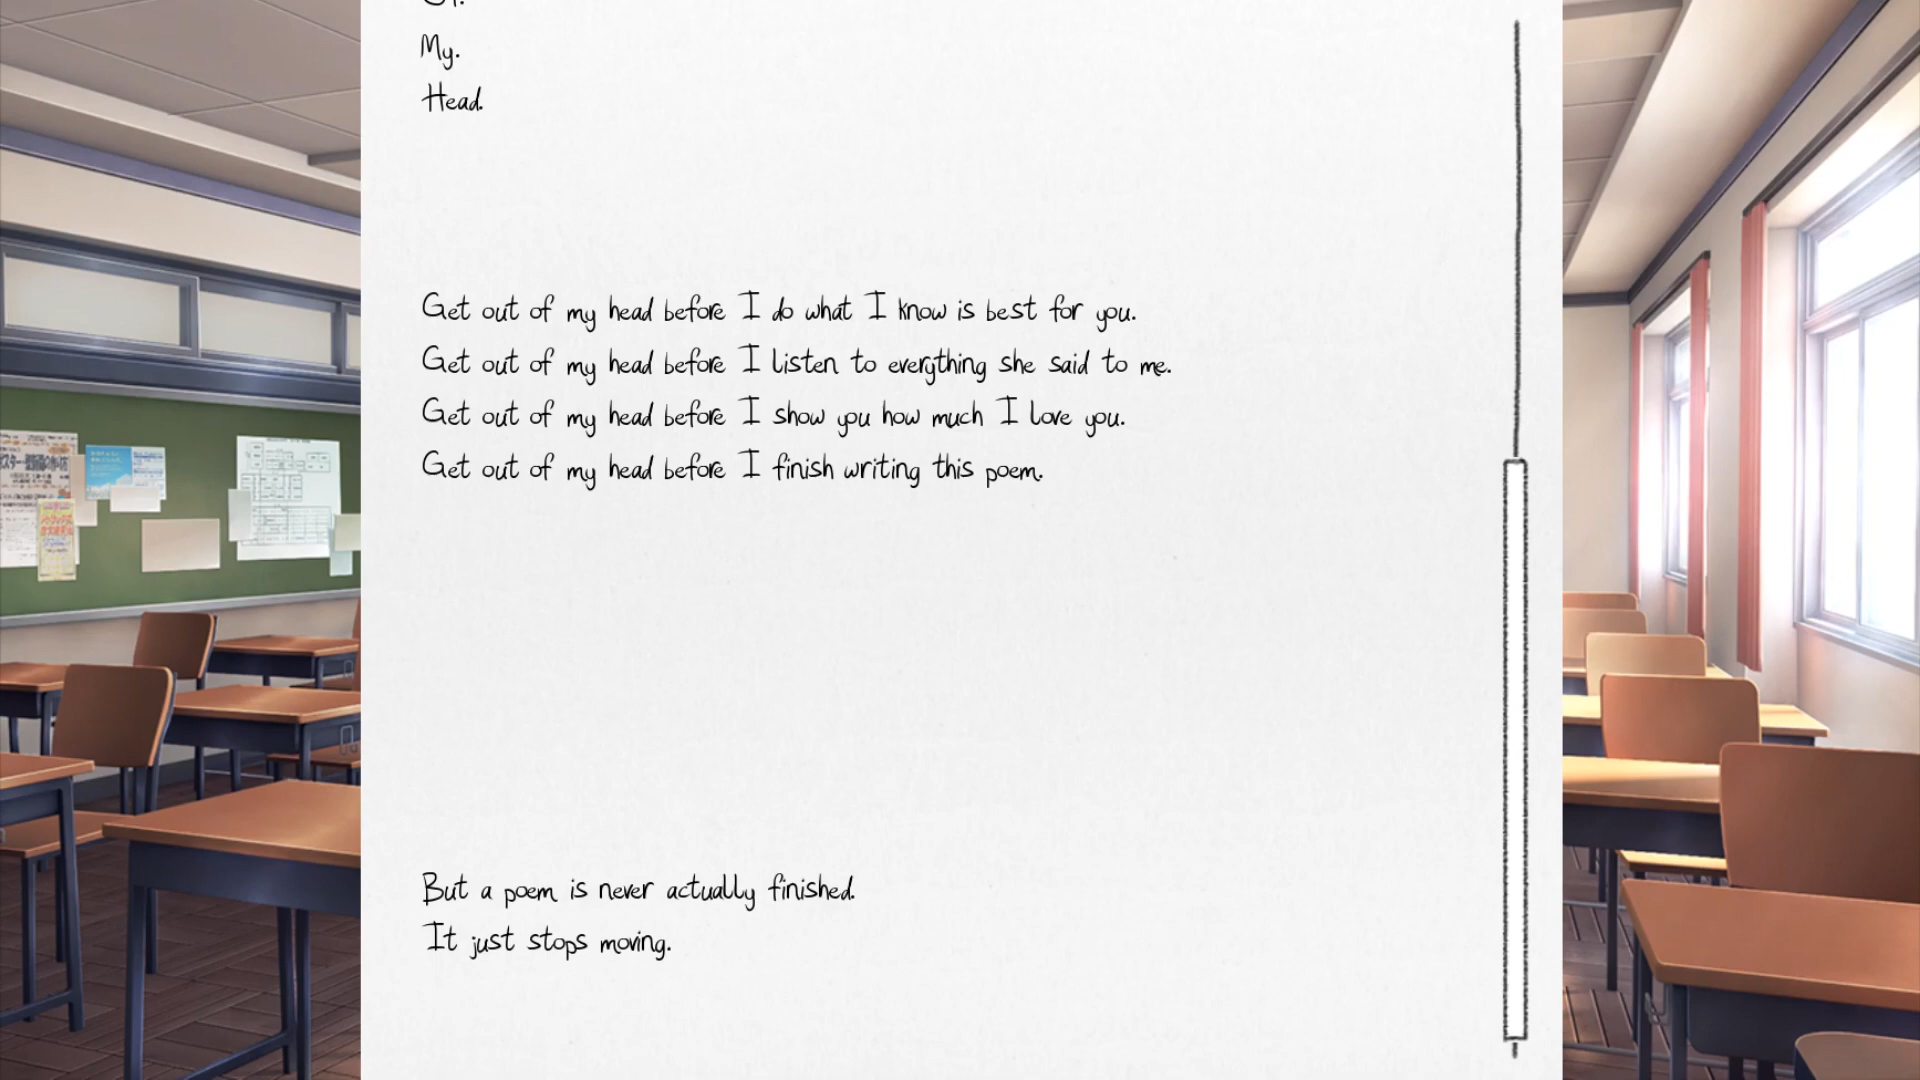 My.
Head.
Get out of my head before I do what I know is best for you.
Get out of my head before I listen to everything she said to me.
Get out of my head before I show you how much I love you.
Get out of my head before I finish writing this poem.
But a poem is never actually finished.
It just stops moving.